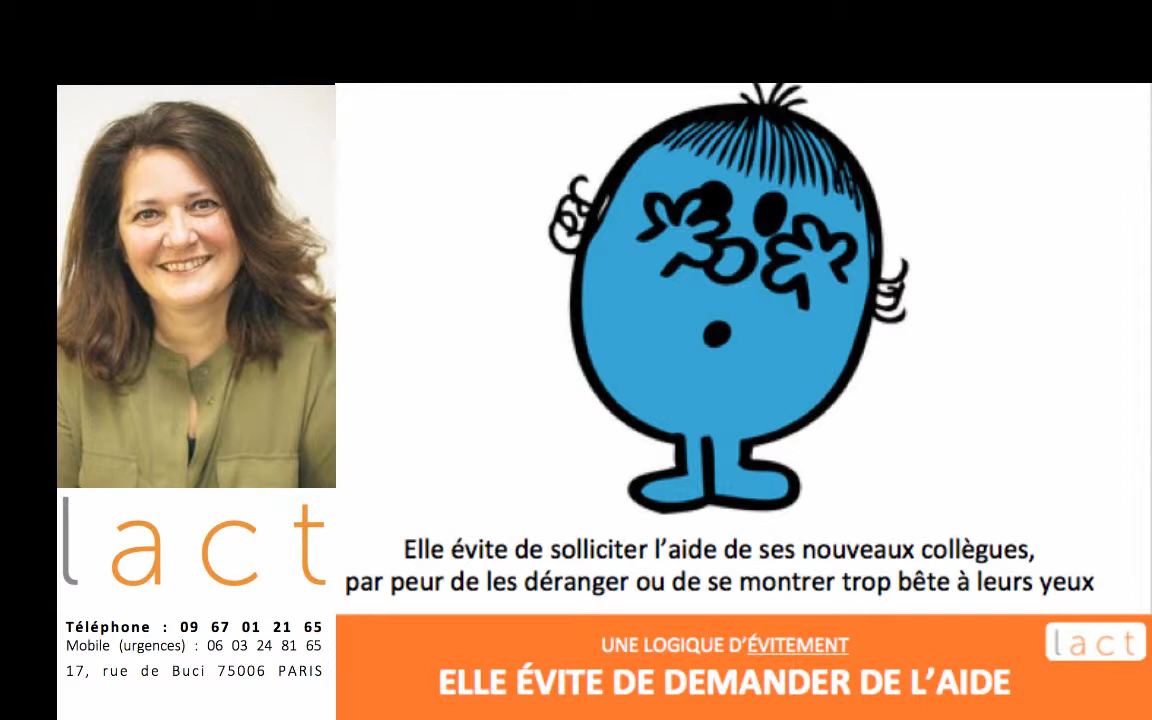 lact
Téléphone : 09 67 01 21 65
Mobile (urgences) : 06 03 24 81 65
17, rue de Buci 75006 PARIS
Elle évite de solliciter l'aide de ses nouveaux collègues,
par peur de les déranger ou de se montrer trop bête à leurs yeux
UNE LOGIQUE D'ÉVITEMENT
ELLE ÉVITE DE DEMANDER DE L'AIDE
lact